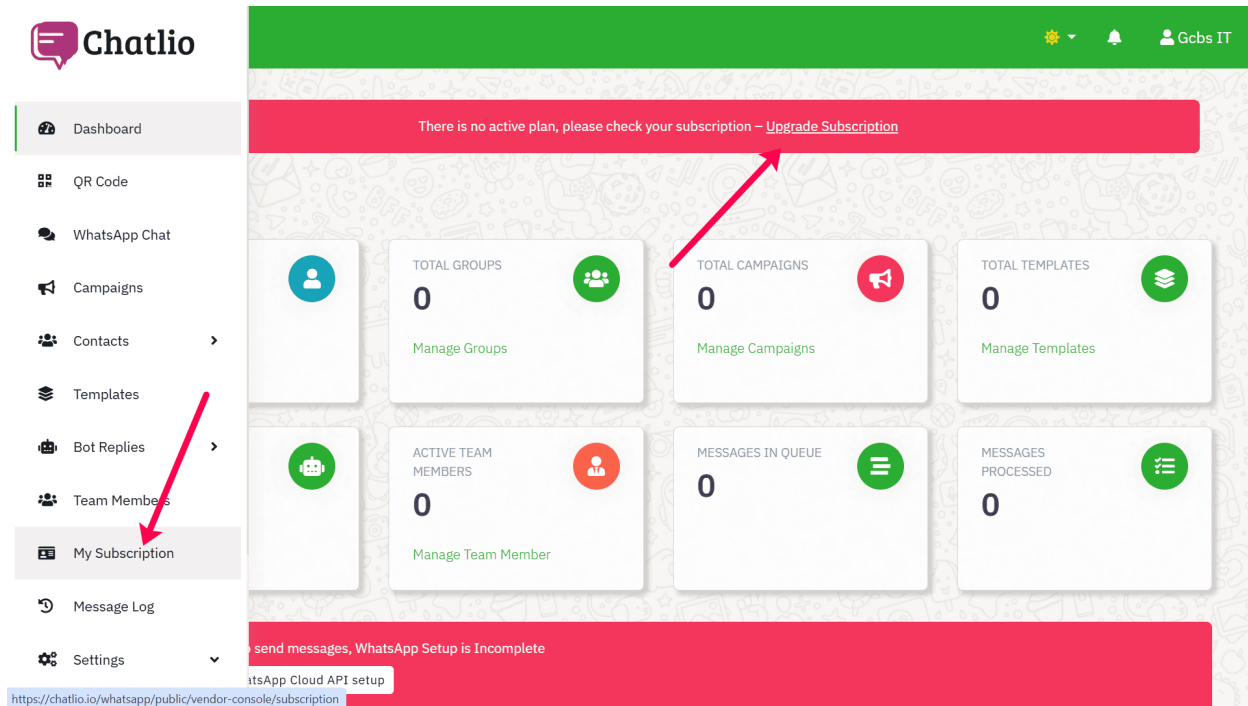 Chatlio
Gcbs IT
Dashboard
QR Code
WhatsApp Chat
Campaigns
Contacts
Templates
Bot Replies
Team Members
My Subscription
Message Log
Settings
There is no active plan, please check your subscription – Upgrade Subscription
TOTAL GROUPS
0
Manage Groups
TOTAL CAMPAIGNS
0
Manage Campaigns
TOTAL TEMPLATES
0
Manage Templates
ACTIVE TEAM
MEMBERS
0
Manage Team Member
MESSAGES IN QUEUE
0
MESSAGES
PROCESSED
0
send messages, WhatsApp Setup is Incomplete
Cloud API setup
https://chatlio.io/whatsapp/public/vendor-console/subscription